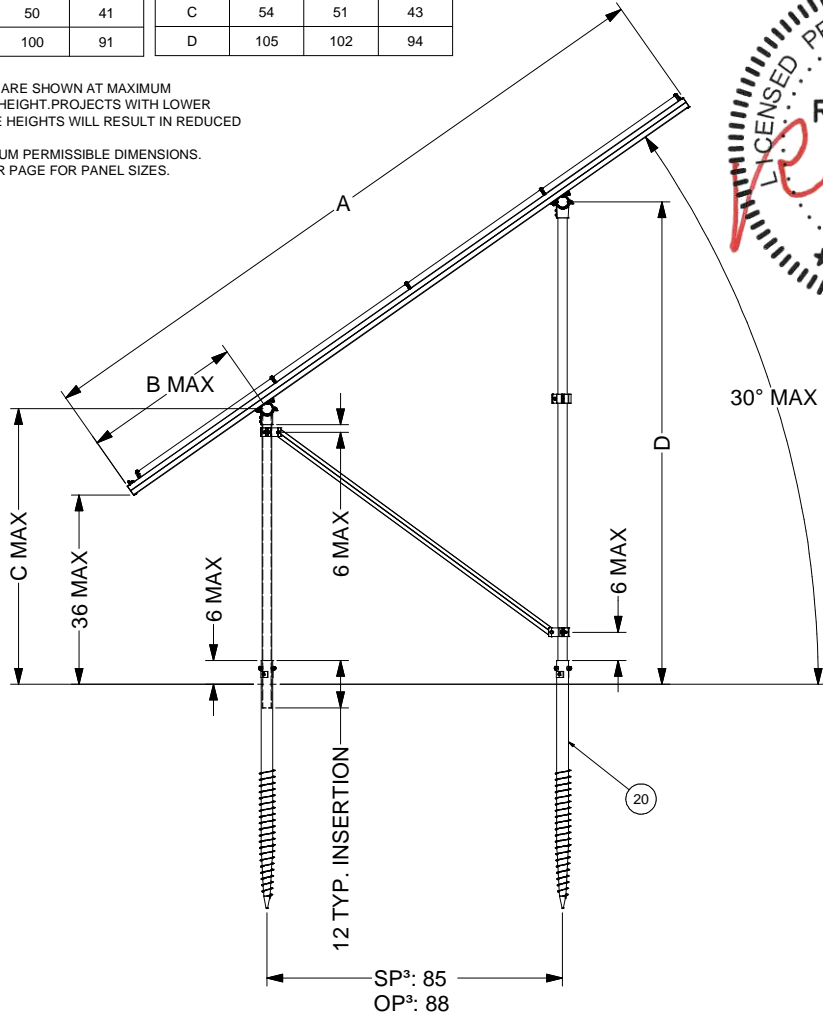 50 41
100 91
C 54 51 43
D 105 102 94
ARE SHOWN AT MAXIMUM
HEIGHT.PROJECTS WITH LOWER
HEIGHTS WILL RESULT IN REDUCED
PERMISSIBLE DIMENSIONS.
PAGE FOR PANEL SIZES.
LICENSED
A
B MAX
30° MAX
D
C MAX
36 MAX
6 MAX
6 MAX
6 MAX
12 TYP. INSERTION
20
SP³: 85
OP³: 88